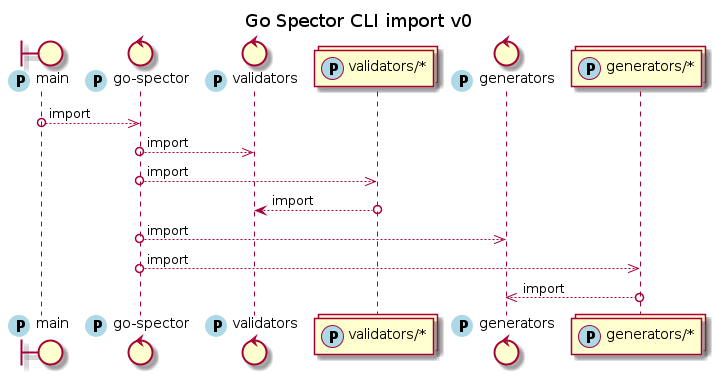 Go Spector CLI import v0
P main P go-spector P validators P validators/* P generators P generators/*
import
import
import
import
import
import
import
P main P go-spector P validators P validators/* P generators P generators/*